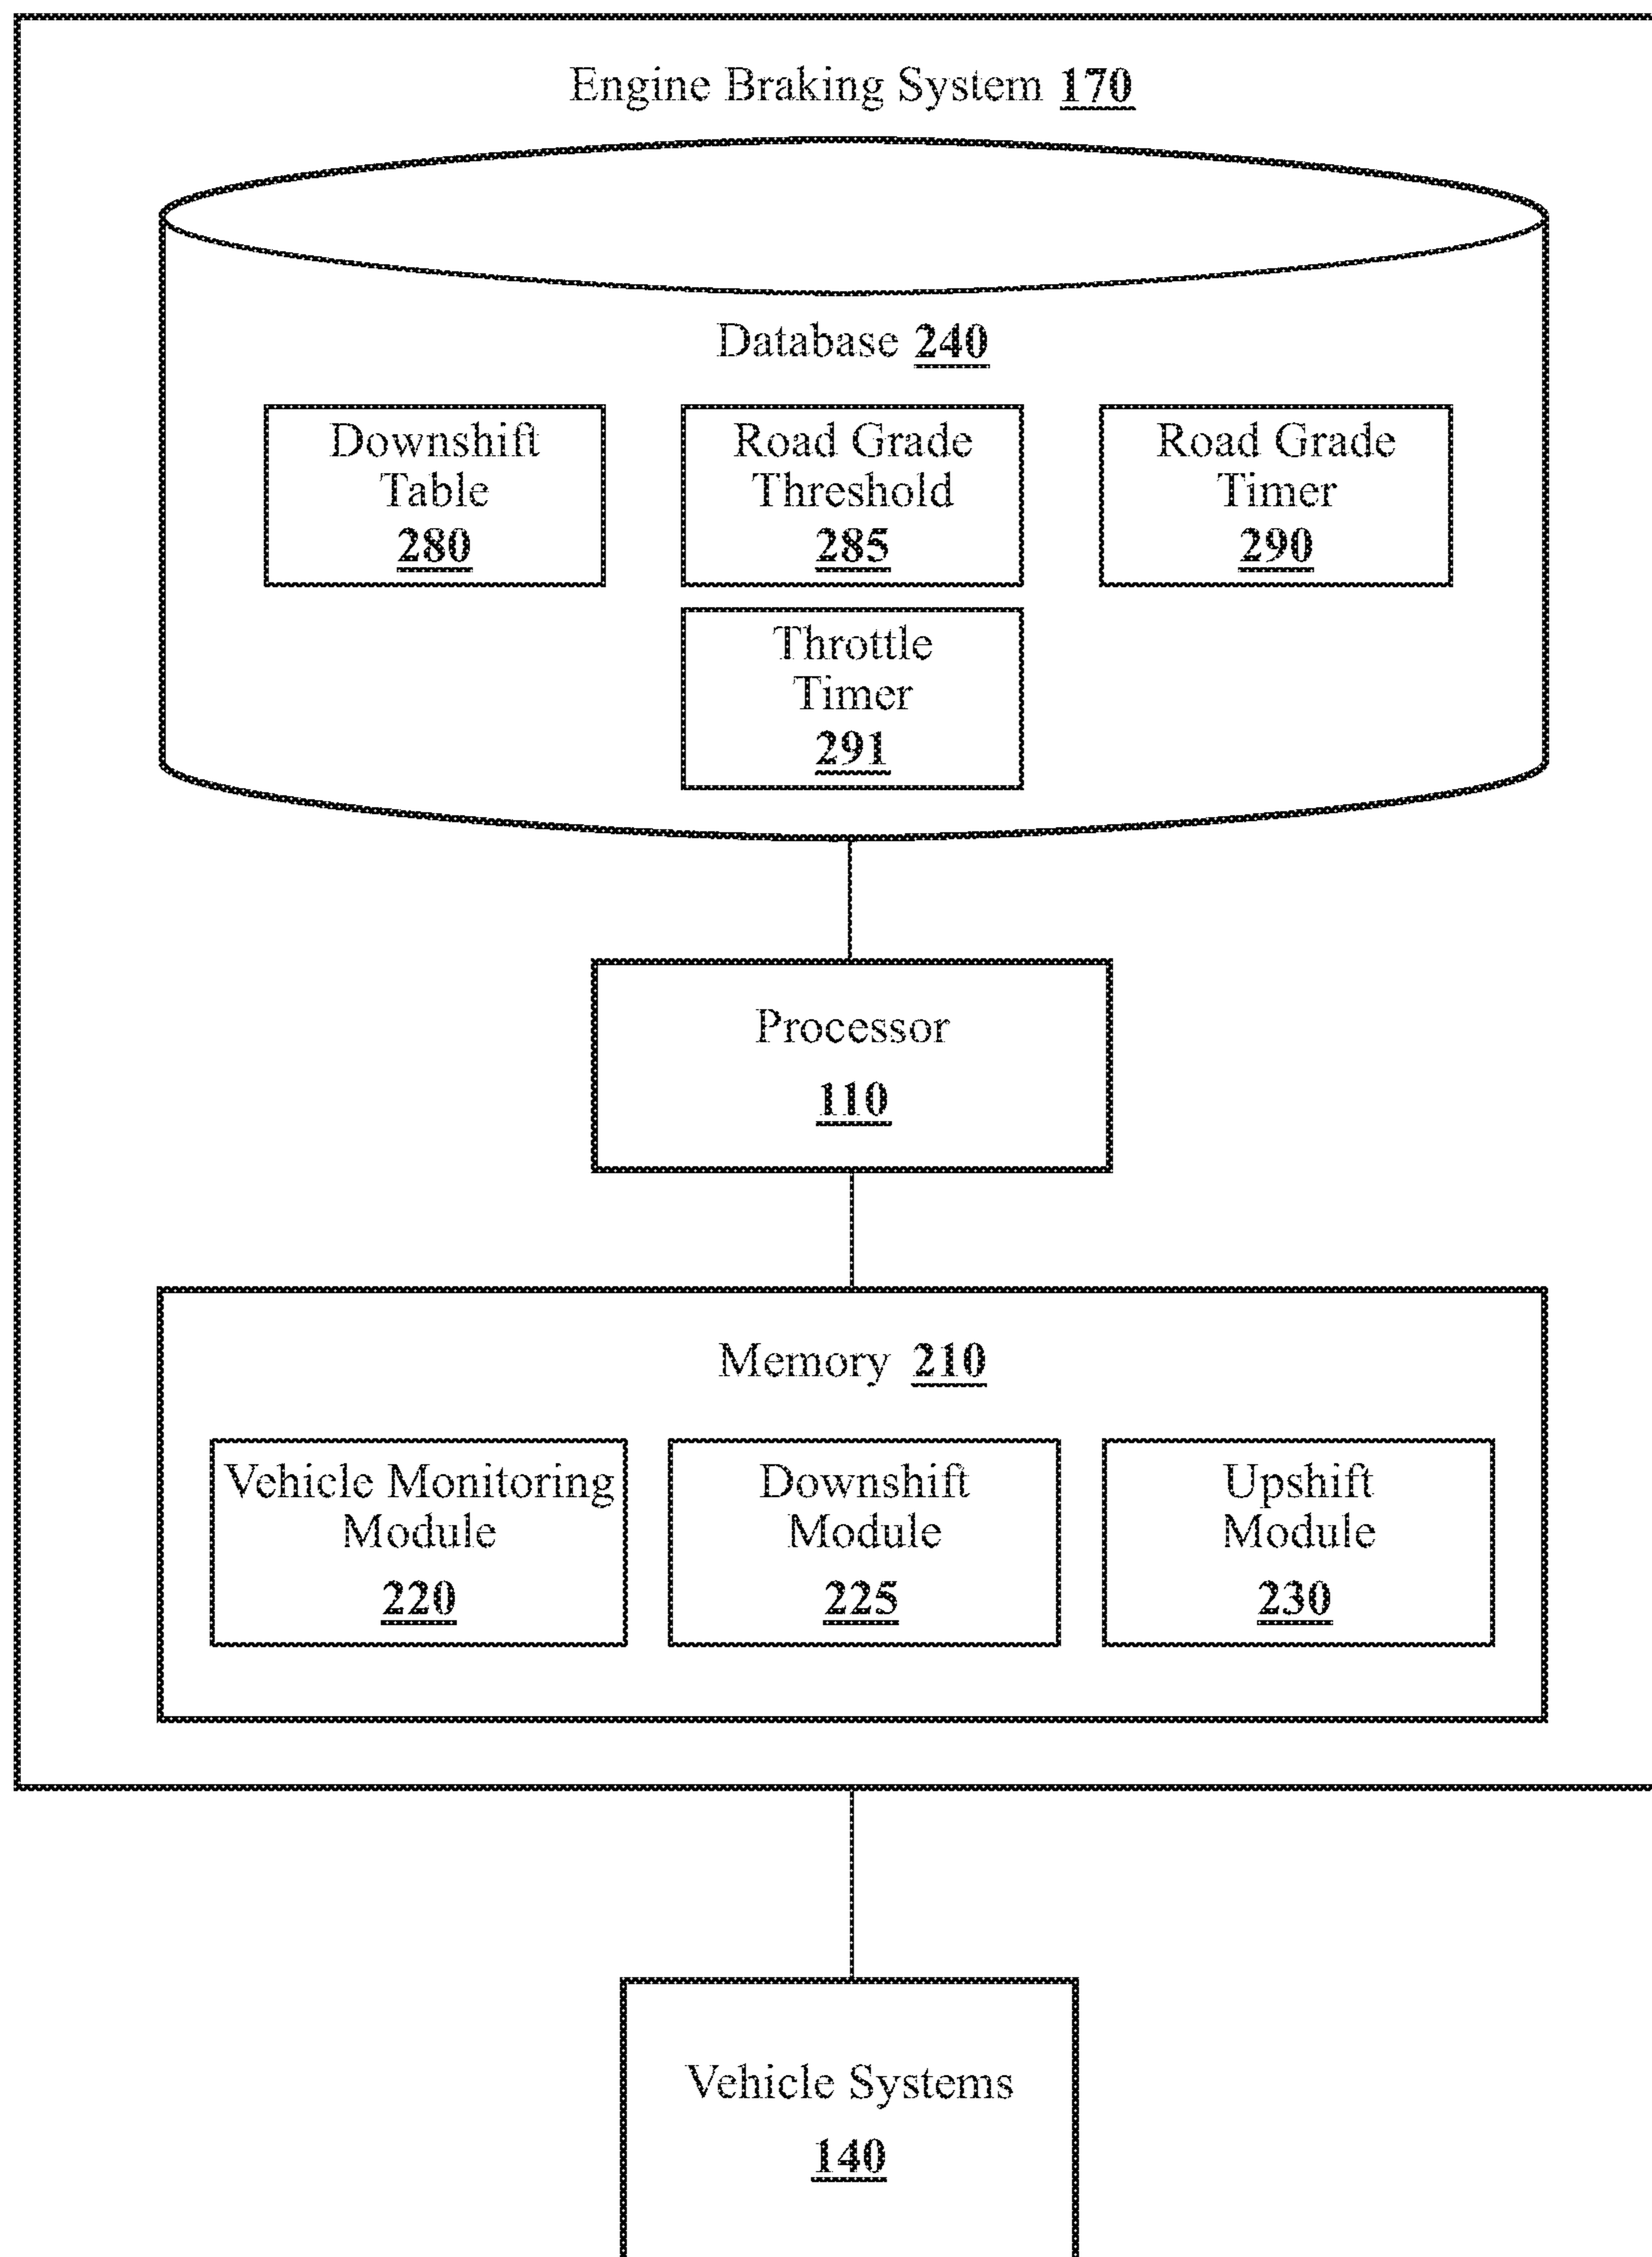 Engine Braking System 170
Database 240
Downshift
Table
280
Road Grade
Threshold
285
Road Grade
Timer
290
Throttle
Timer
291
Processor
110
Memory 210
Vehicle Monitoring
Module
220
Downshift
Module
225
Upshift
Module
230
Vehicle Systems
140